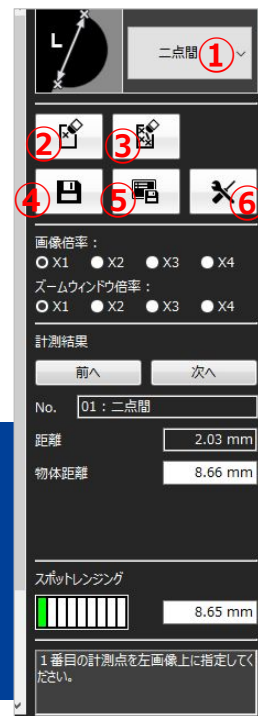 L
二点間 ①
② ③
④ ⑤ ⑥
画像倍率：
X1 X2 X3 X4
ズームウィンドウ倍率：
X1 X2 X3 X4
計測結果
前へ 次へ
No. 01：二点間
距離 2.03 mm
物体距離 8.66 mm
スポットレンジング
8.65 mm
１番目の計測点を左画像上に指定してく
ださい。